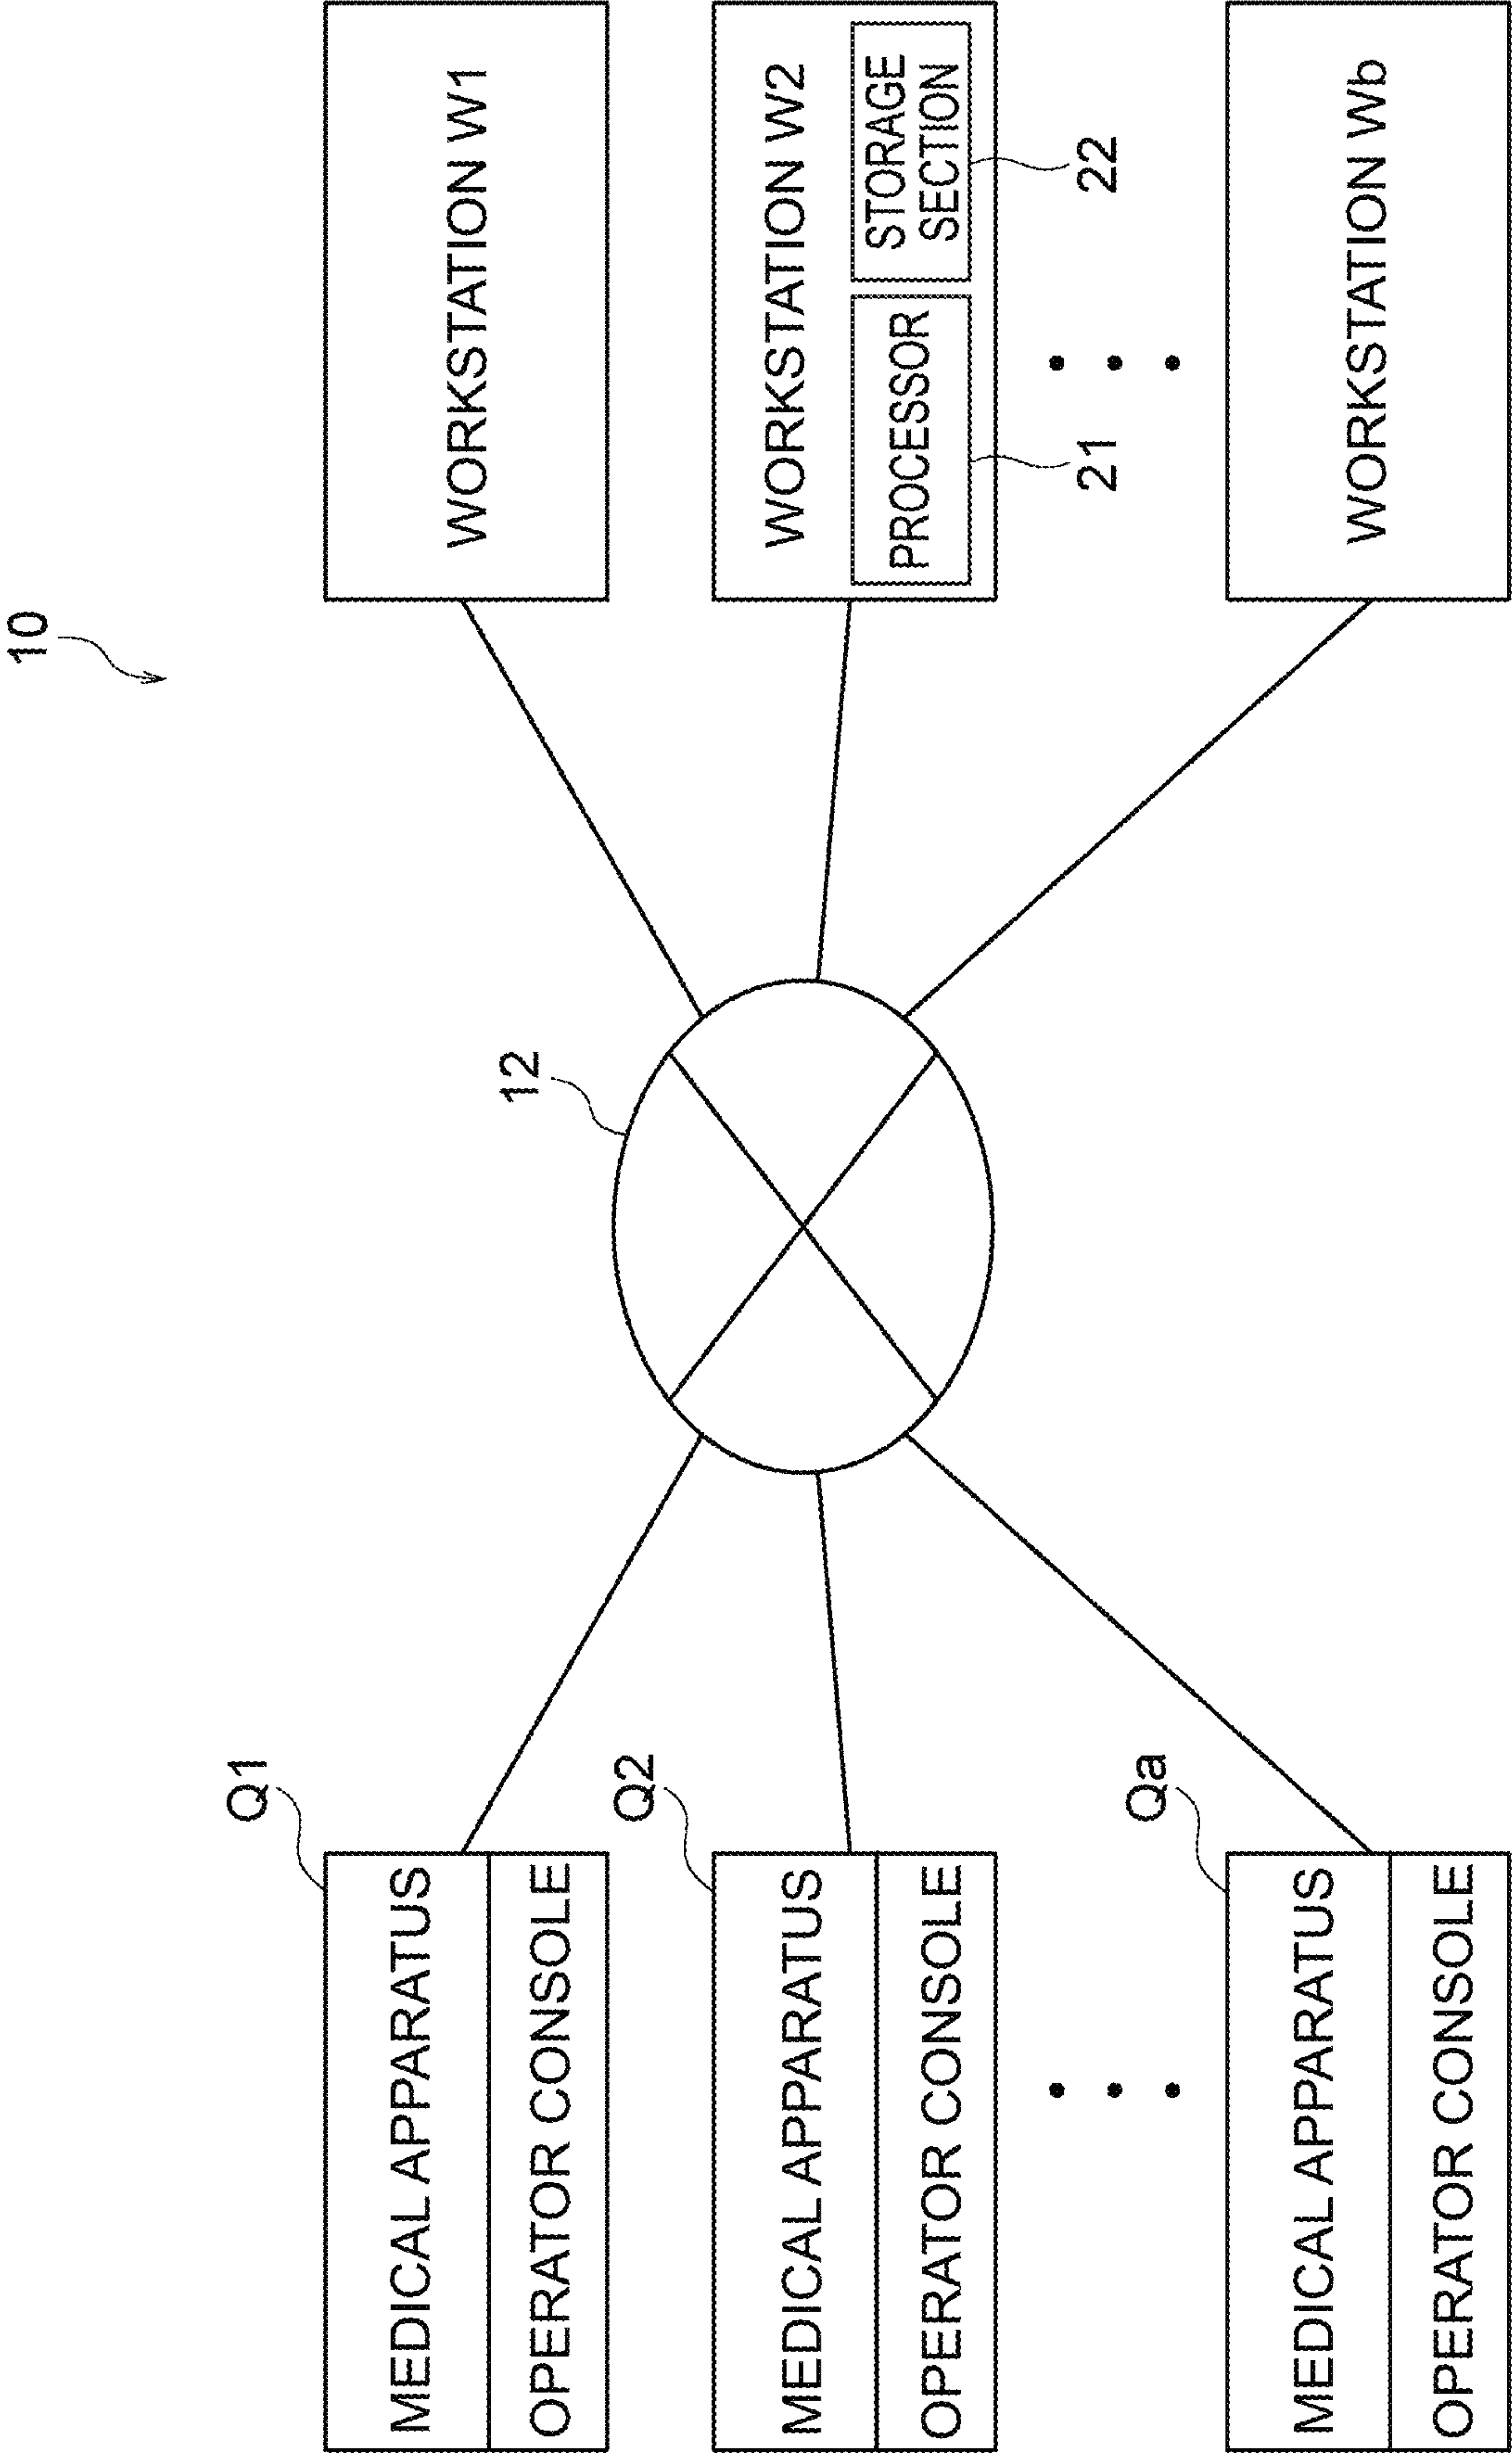 10
Q1
MEDICAL APPARATUS
OPERATOR CONSOLE
12
WORKSTATION W1
Q2
MEDICAL APPARATUS
OPERATOR CONSOLE
WORKSTATION W2
PROCESSOR
STORAGE
SECTION
21
22
Qa
MEDICAL APPARATUS
OPERATOR CONSOLE
WORKSTATION Wb